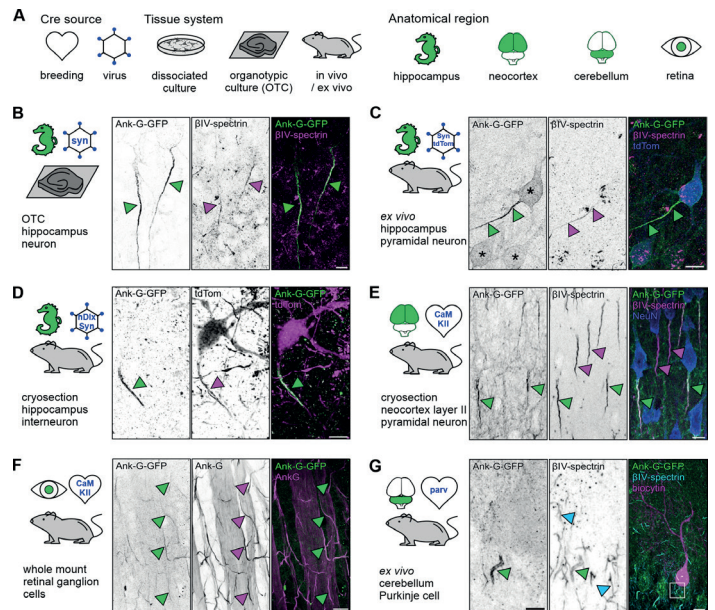 A
Cre source
Tissue system
Anatomical region
breeding
virus
dissociated
culture
organotypic
culture (OTC)
in vivo
/ ex vivo
hippocampus
neocortex
cerebellum
retina
B
syn
OTC
hippocampus
neuron
Ank-G-GFP
βIV-spectrin
Ank-G-GFP
βIV-spectrin
C
Syn
tdTom
ex vivo
hippocampus
pyramidal neuron
Ank-G-GFP
βIV-spectrin
Ank-G-GFP
βIV-spectrin
tdTom
*
*
*
D
nDlx
Syn
cryosection
hippocampus
interneuron
Ank-G-GFP
tdTom
Ank-G-GFP
tdTom
E
CaM
KII
cryosection
neocortex layer II
pyramidal neuron
Ank-G-GFP
βIV-spectrin
Ank-G-GFP
βIV-spectrin
NeuN
F
CaM
KII
whole mount
retinal ganglion
cells
Ank-G-GFP
Ank-G
Ank-G-GFP
AnkG
G
parv
ex vivo
cerebellum
Purkinje cell
Ank-G-GFP
βIV-spectrin
Ank-G-GFP
βIV-spectrin
biocytin